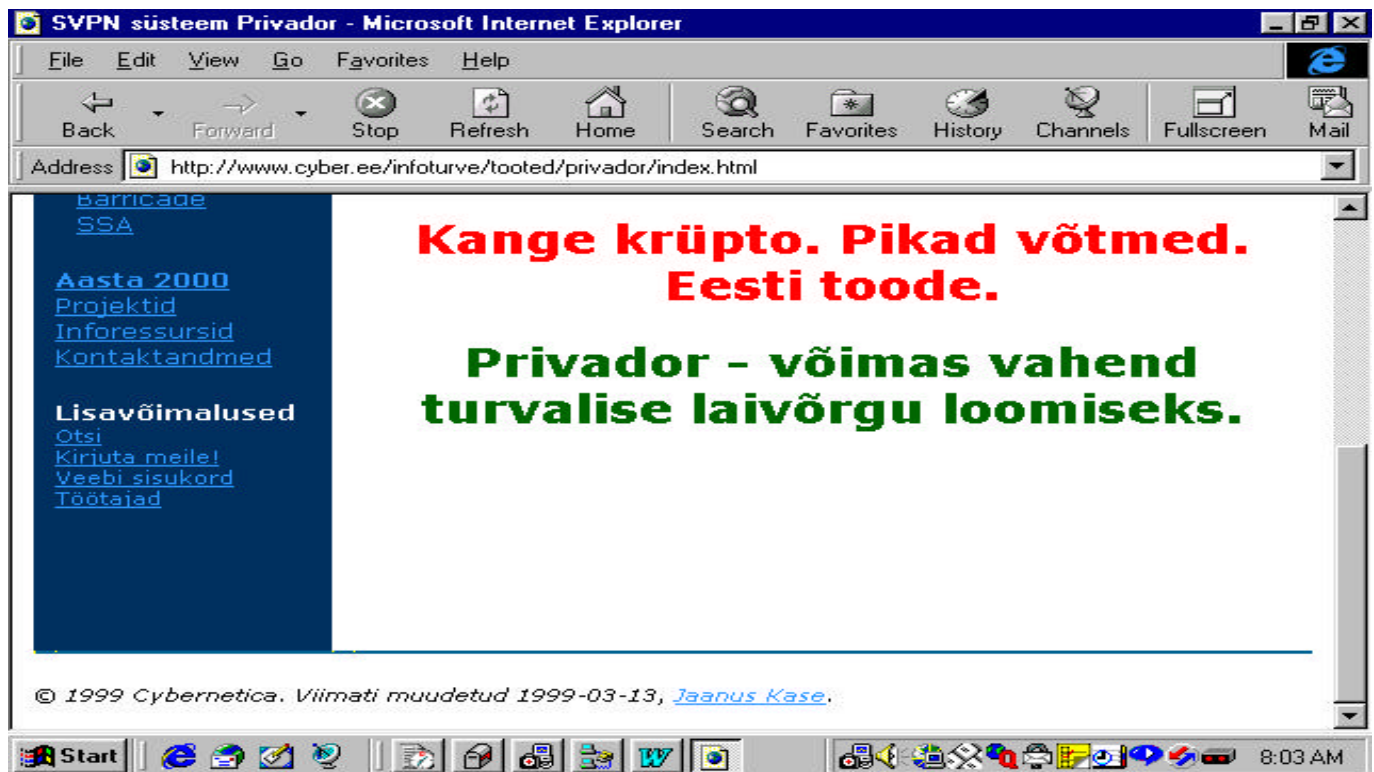 SVPN süsteem Privador - Microsoft Internet Explorer
File Edit View Go Favorites Help
Back Forward Stop Refresh Home Search Favorites History Channels Fullscreen Mail
Address http://www.cyber.ee/infoturve/tooted/privador/index.html
Barricade
SSA
Aasta 2000
Projektid
Inforessursid
Kontaktandmed
Lisavõimalused
Otsi
Kirjuta meile!
Veebi sisukord
Töötajad
Kange krüpto. Pikad võtmed.
Eesti toode.
Privador - võimas vahend
turvalise laivõrgu loomiseks.
© 1999 Cybernetica. Viimati muudetud 1999-03-13, Jaanus Kase.
Start 8:03 AM